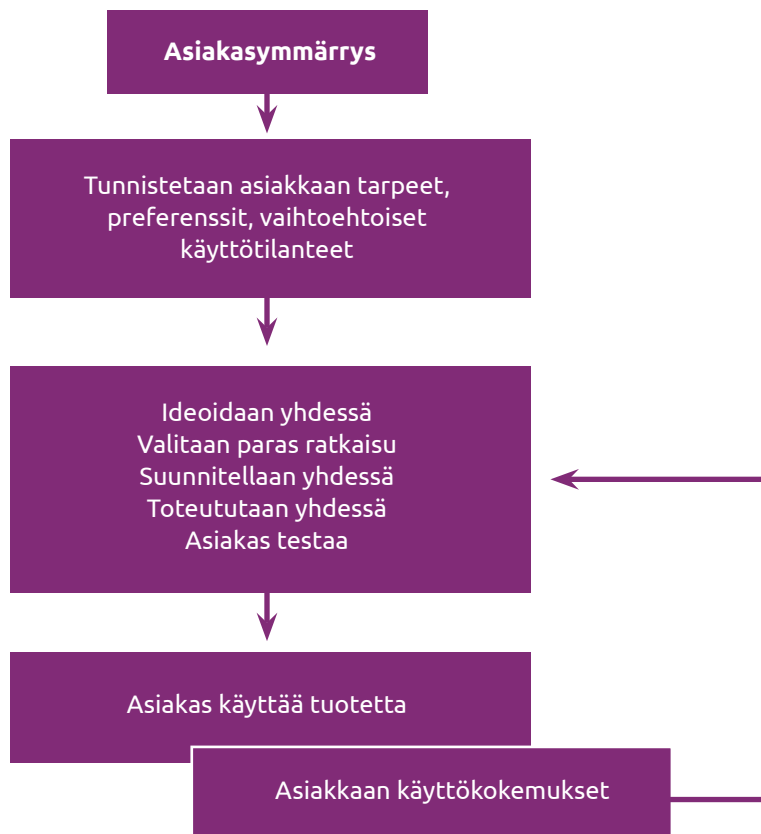 Asiakasymmärrys
Tunnistetaan asiakkaan tarpeet,
preferenssit, vaihtoehtoiset
käyttötilanteet
Ideoidaan yhdessä
Valitaan paras ratkaisu
Suunnitellaan yhdessä
Toteututaan yhdessä
Asiakas testaa
Asiakas käyttää tuotetta
Asiakkaan käyttökokemukset